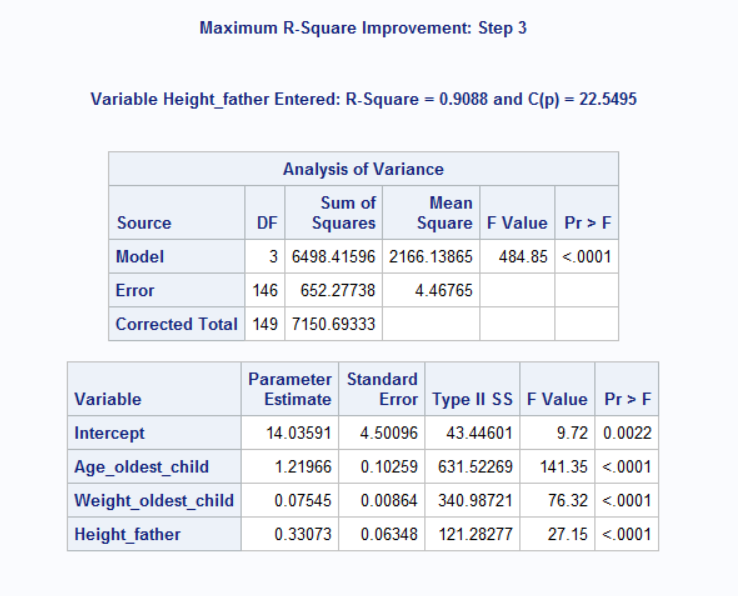 Maximum R-Square Improvement: Step 3
Variable Height_father Entered: R-Square = 0.9088 and C(p) = 22.5495
Analysis of Variance
Source DF Sum of Squares Mean Square F Value Pr > F
Model 3 6498.41596 2166.13865 484.85 <.0001
Error 146 652.27738 4.46765
Corrected Total 149 7150.69333
Variable Parameter Estimate Standard Error Type II SS F Value Pr > F
Intercept 14.03591 4.50096 43.44601 9.72 0.0022
Age_oldest_child 1.21966 0.10259 631.52269 141.35 <.0001
Weight_oldest_child 0.07545 0.00864 340.98721 76.32 <.0001
Height_father 0.33073 0.06348 121.28277 27.15 <.0001